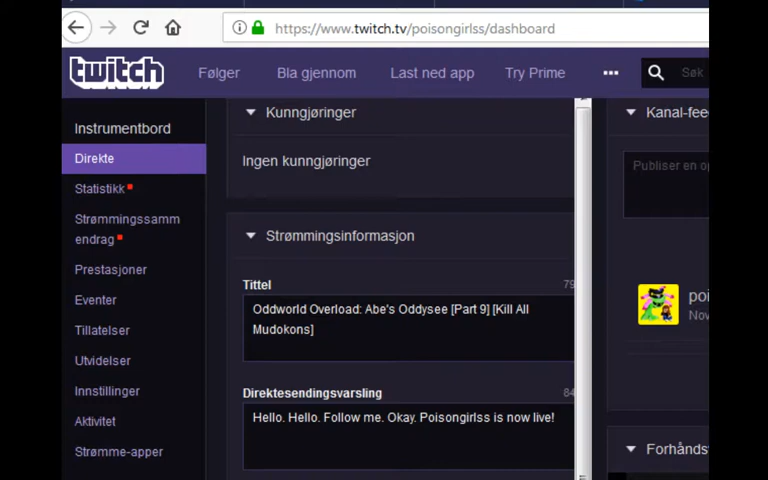 https://www.twitch.tv/poisongirlss/dashboard
twitch
Følger
Bla gjennom
Last ned app
Try Prime
Søk
Instrumentbord
Direkte
Statistikk
Strømmingssamm
endrag
Prestasjoner
Eventer
Tillatelser
Utvidelser
Innstillinger
Aktivitet
Strømme-apper
Kunngjøringer
Ingen kunngjøringer
Strømmingsinformasjon
Tittel
79
Oddworld Overload: Abe's Oddysee [Part 9] [Kill All
Mudokons]
Direktesendingsvarsling
84
Hello. Hello. Follow me. Okay. Poisongirlss is now live!
Kanal-fee
Publiser en op
poi
Nov
Forhånds